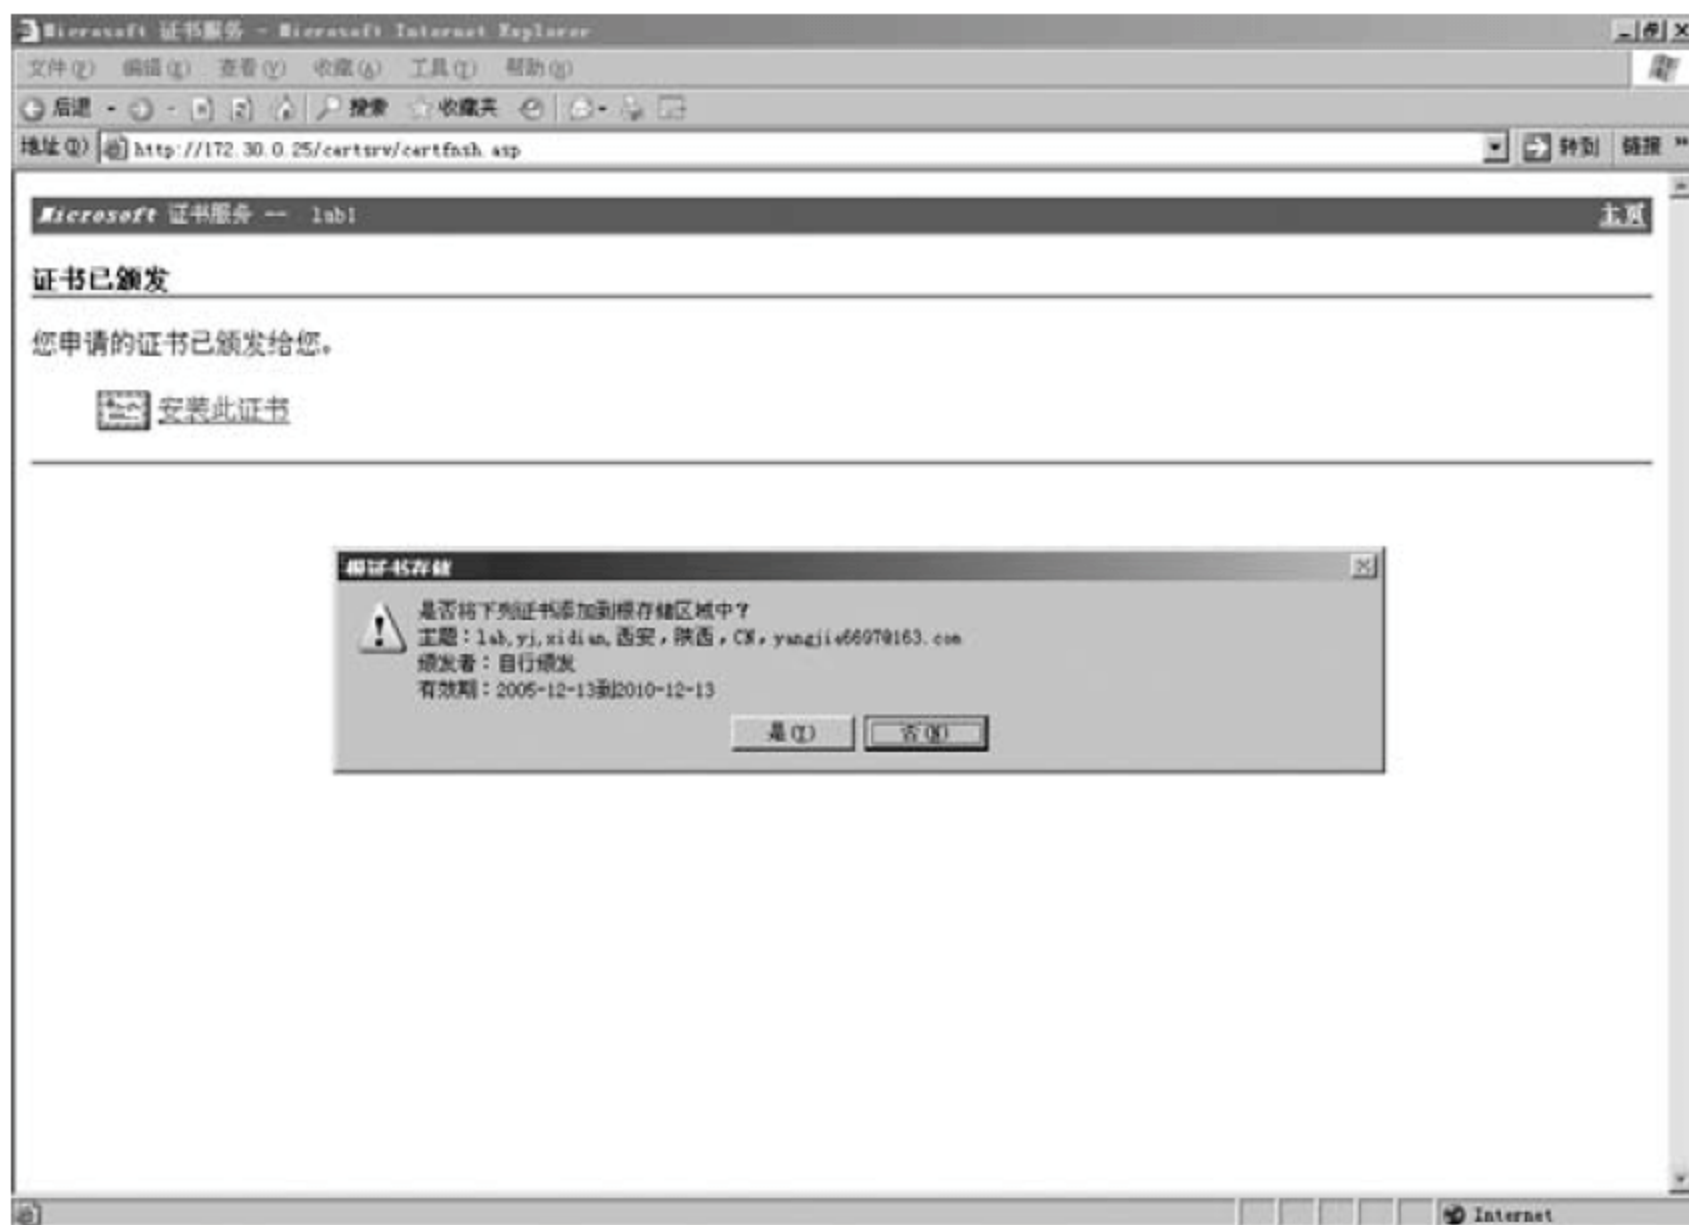 Microsoft 证书服务 - Microsoft Internet Explorer
文件(F) 编辑(E) 查看(V) 收藏(A) 工具(T) 帮助(H)
后退 搜索 收藏夹
地址(D) http://172.30.0.25/certsrv/certfnsh.asp 转到 链接 »
Microsoft 证书服务 -- lab1 主页
证书已颁发
您申请的证书已颁发给您。
安装此证书
根证书存储
是否将下列证书添加到根存储区域中?
主题：lab,yj,xidian,西安，陕西，CN，yangjie6697@163.com
颁发者：自行颁发
有效期：2005-12-13到2010-12-13
是(Y) 否(N)
Internet